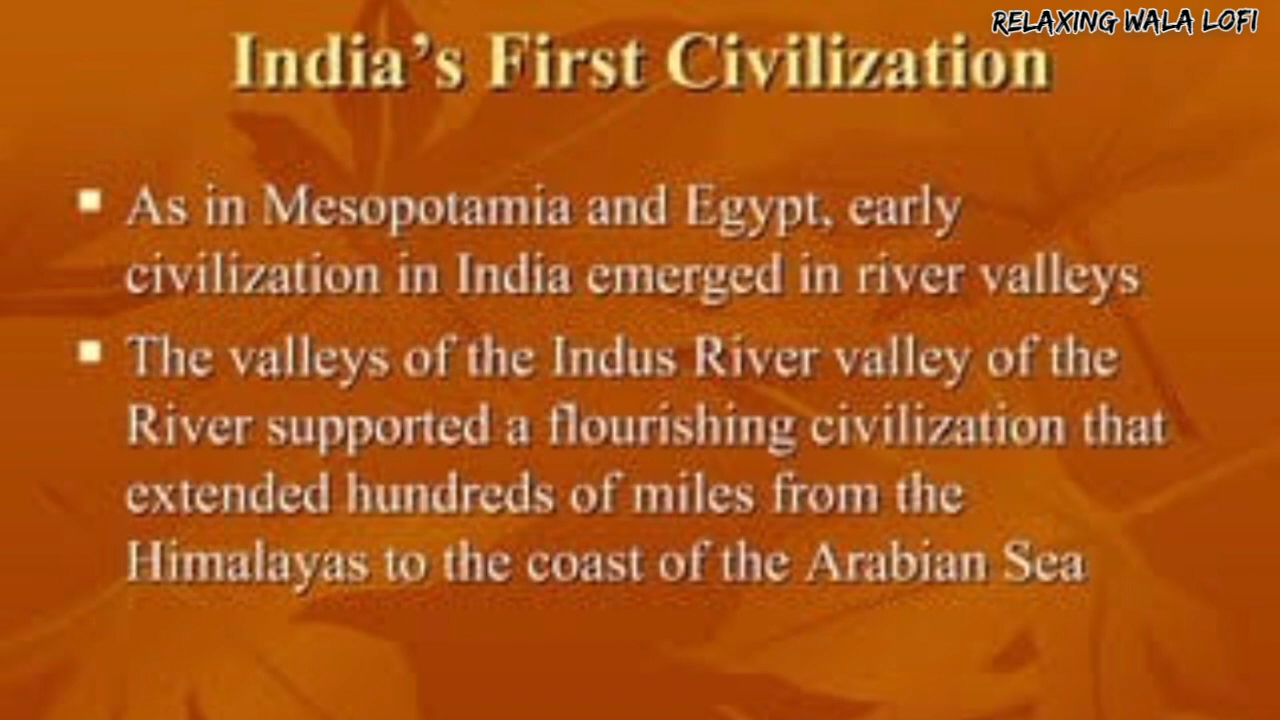 RELAXING WALA LOFI
India's First Civilization
As in Mesopotamia and Egypt, early
civilization in India emerged in river valleys
The valleys of the Indus River valley of the
River supported a flourishing civilization that
extended hundreds of miles from the
Himalayas to the coast of the Arabian Sea